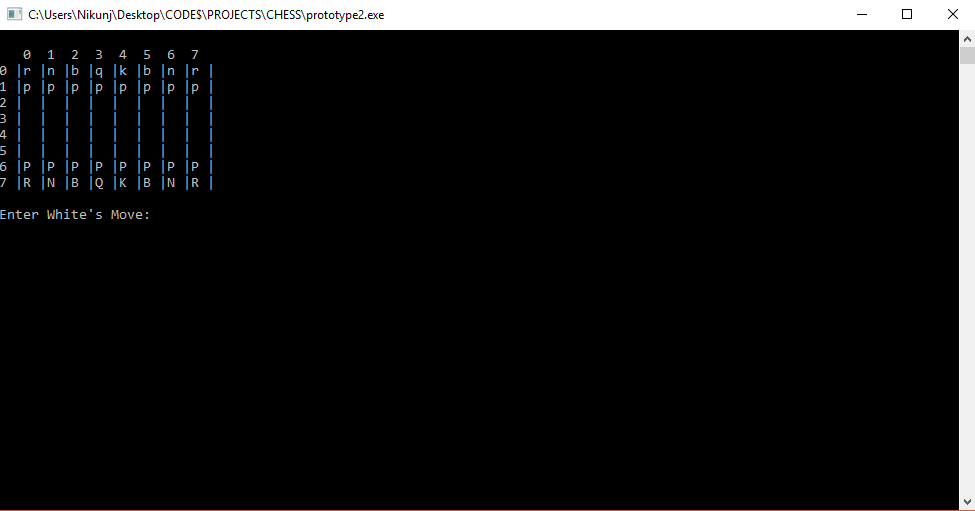 C:\Users\Nikunj\Desktop\CODE$\PROJECTS\CHESS\prototype2.exe
0 1 2 3 4 5 6 7
0 |r |n |b |q |k |b |n |r |
1 |p |p |p |p |p |p |p |p |
2 | | | | | | | | |
3 | | | | | | | | |
4 | | | | | | | | |
5 | | | | | | | | |
6 |P |P |P |P |P |P |P |P |
7 |R |N |B |Q |K |B |N |R |
Enter White's Move: